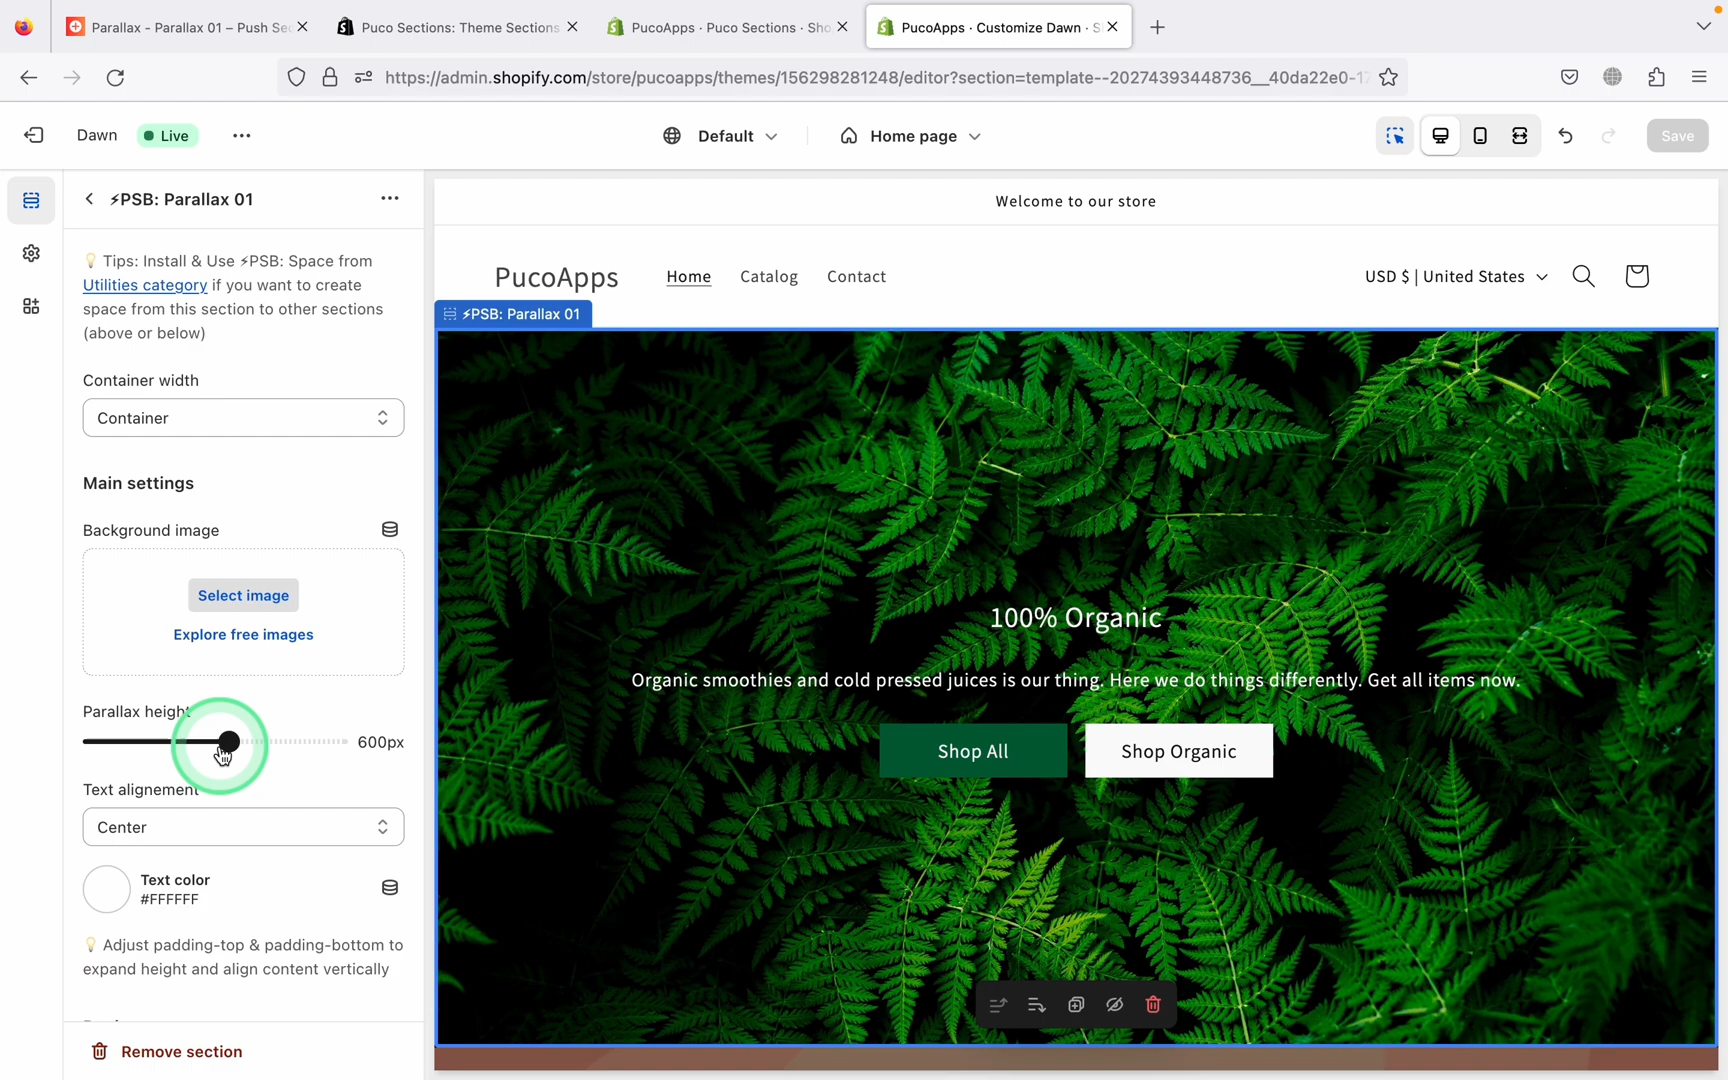 Parallax - Parallax 01 – Push Sec
Puco Sections: Theme Sections
PucoApps · Puco Sections · Sho
PucoApps · Customize Dawn · S
https://admin.shopify.com/store/pucoapps/themes/156298281248/editor?section=template--20274393448736__40da22e0-17
Dawn
Live
Default
Home page
Save
⚡PSB: Parallax 01
💡 Tips: Install & Use ⚡PSB: Space from
Utilities category if you want to create
space from this section to other sections
(above or below)
Container width
Container
Main settings
Background image
Select image
Explore free images
Parallax height
600px
Text alignement
Center
Text color
#FFFFFF
💡 Adjust padding-top & padding-bottom to
expand height and align content vertically
Remove section
Welcome to our store
PucoApps
Home
Catalog
Contact
USD $ | United States
⚡PSB: Parallax 01
100% Organic
Organic smoothies and cold pressed juices is our thing. Here we do things differently. Get all items now.
Shop All
Shop Organic